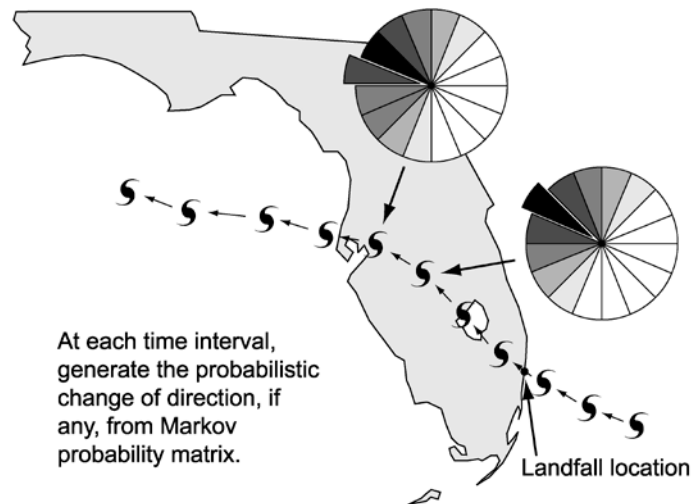 At each time interval,
generate the probabilistic
change of direction, if
any, from Markov
probability matrix.
Landfall location